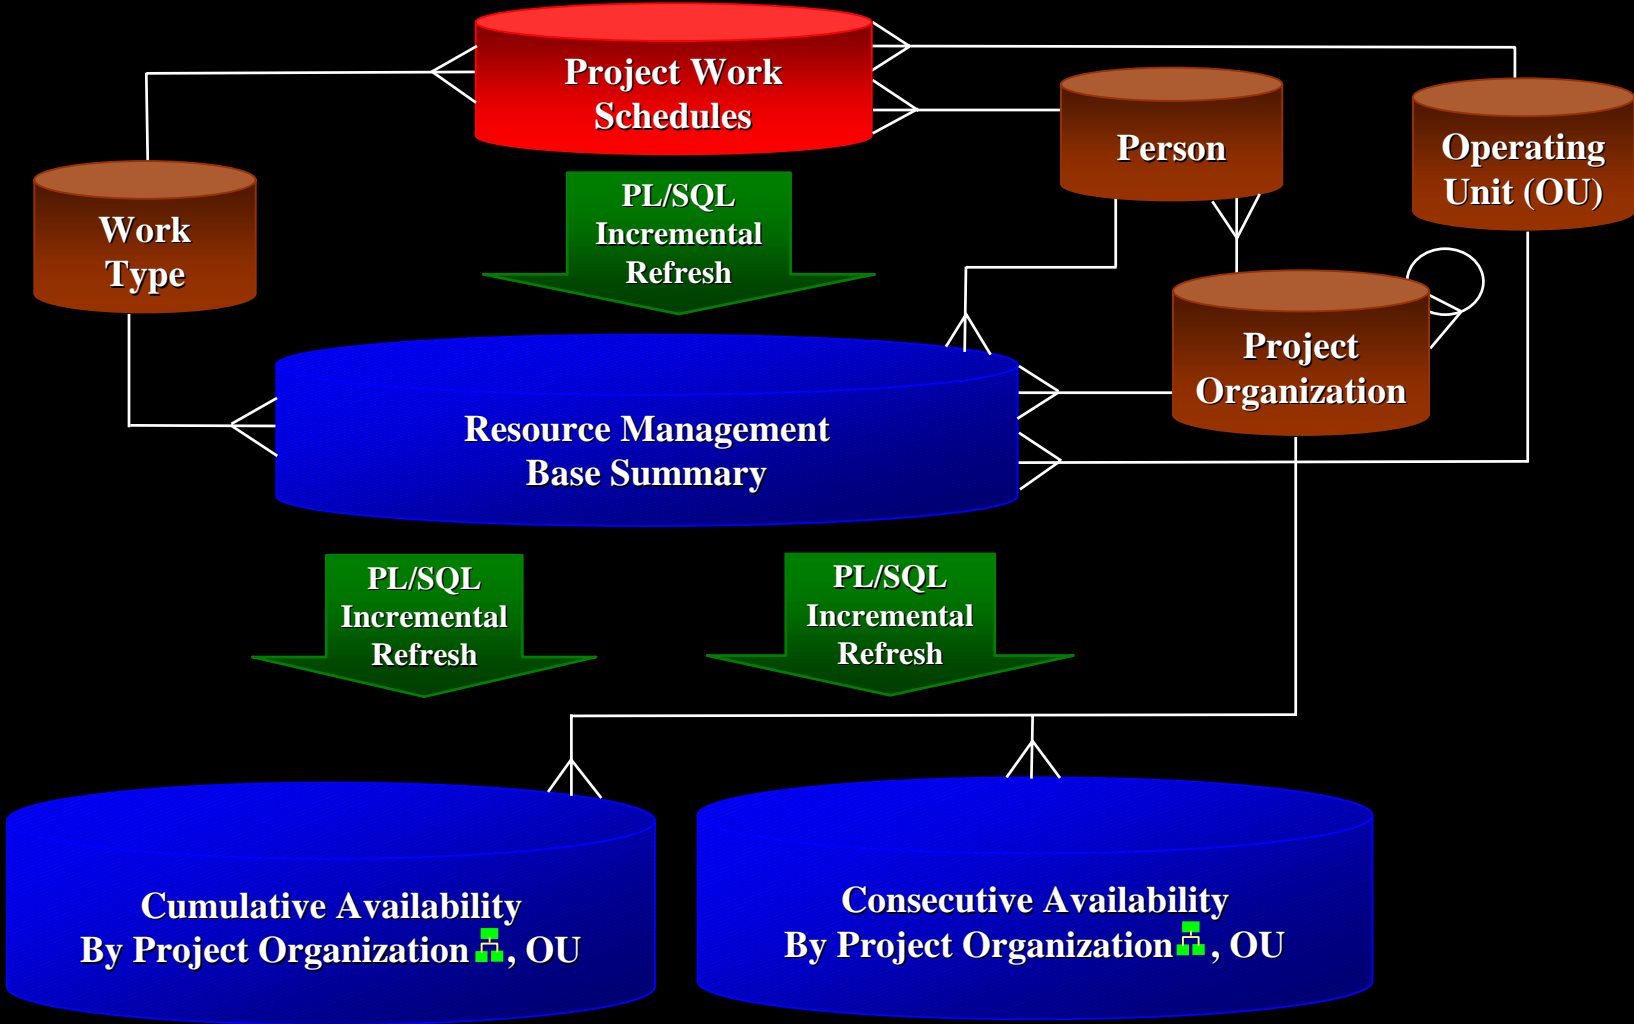 Project Work
Schedules
Person
Operating
Unit (OU)
Work
Type
PL/SQL
Incremental
Refresh
Project
Organization
Resource Management
Base Summary
PL/SQL
Incremental
Refresh
PL/SQL
Incremental
Refresh
Cumulative Availability
By Project Organization , OU
Consecutive Availability
By Project Organization , OU